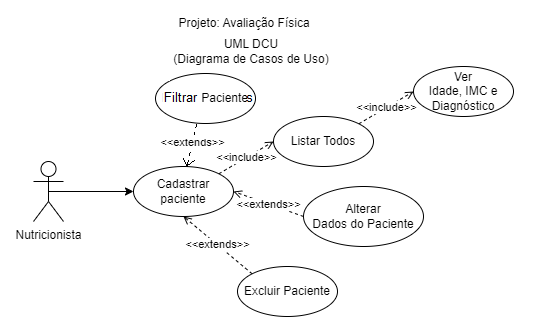 Projeto: Avaliação Física
UML DCU
(Diagrama de Casos de Uso)
Filtrar Pacientes
Ver
Idade, IMC e
Diagnóstico
<<include>>
<<extends>>
Listar Todos
<<include>>
Cadastrar
paciente
<<extends>>
Alterar
Dados do Paciente
Nutricionista
<<extends>>
Excluir Paciente